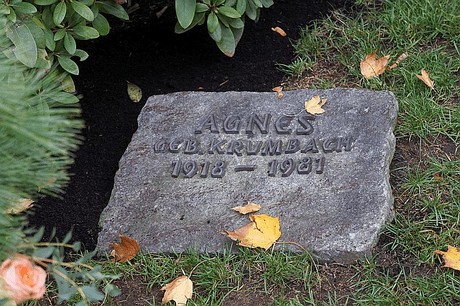 AGNES
GEB. KRUMBACH
1918 – 1981